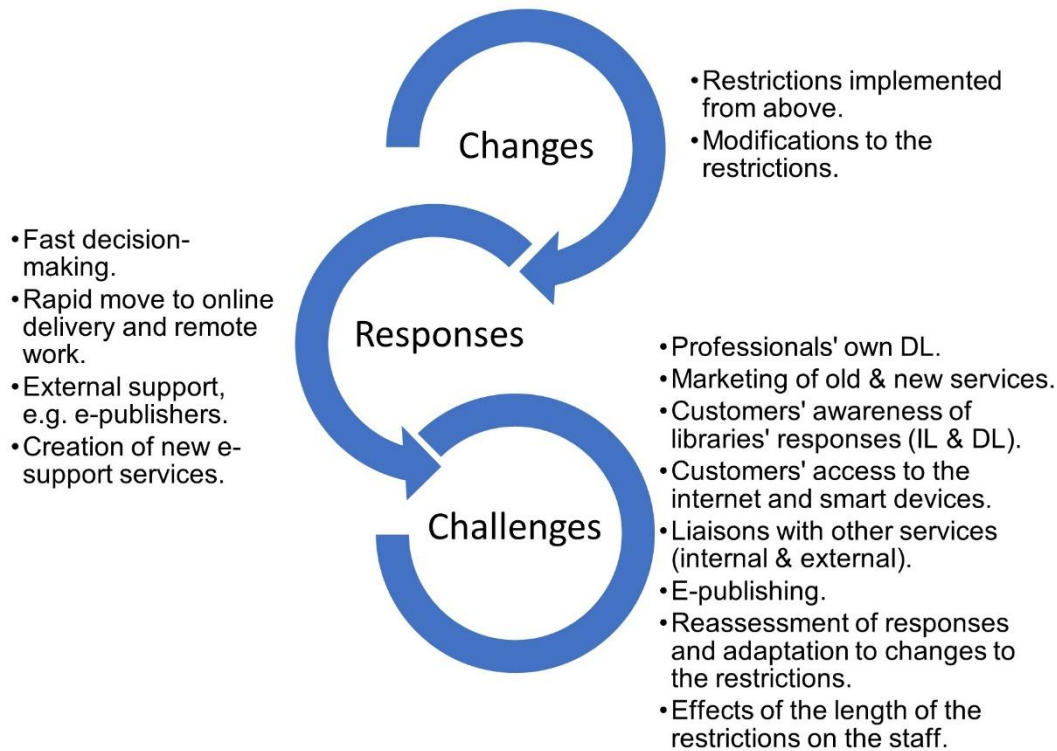 Changes
•Restrictions implemented
from above.
•Modifications to the
restrictions.
Responses
•Fast decision-
making.
•Rapid move to online
delivery and remote
work.
•External support,
e.g. e-publishers.
•Creation of new e-
support services.
Challenges
•Professionals' own DL.
•Marketing of old & new services.
•Customers' awareness of
libraries' responses (IL & DL).
•Customers' access to the
internet and smart devices.
•Liaisons with other services
(internal & external).
•E-publishing.
•Reassessment of responses
and adaptation to changes to
the restrictions.
•Effects of the length of the
restrictions on the staff.